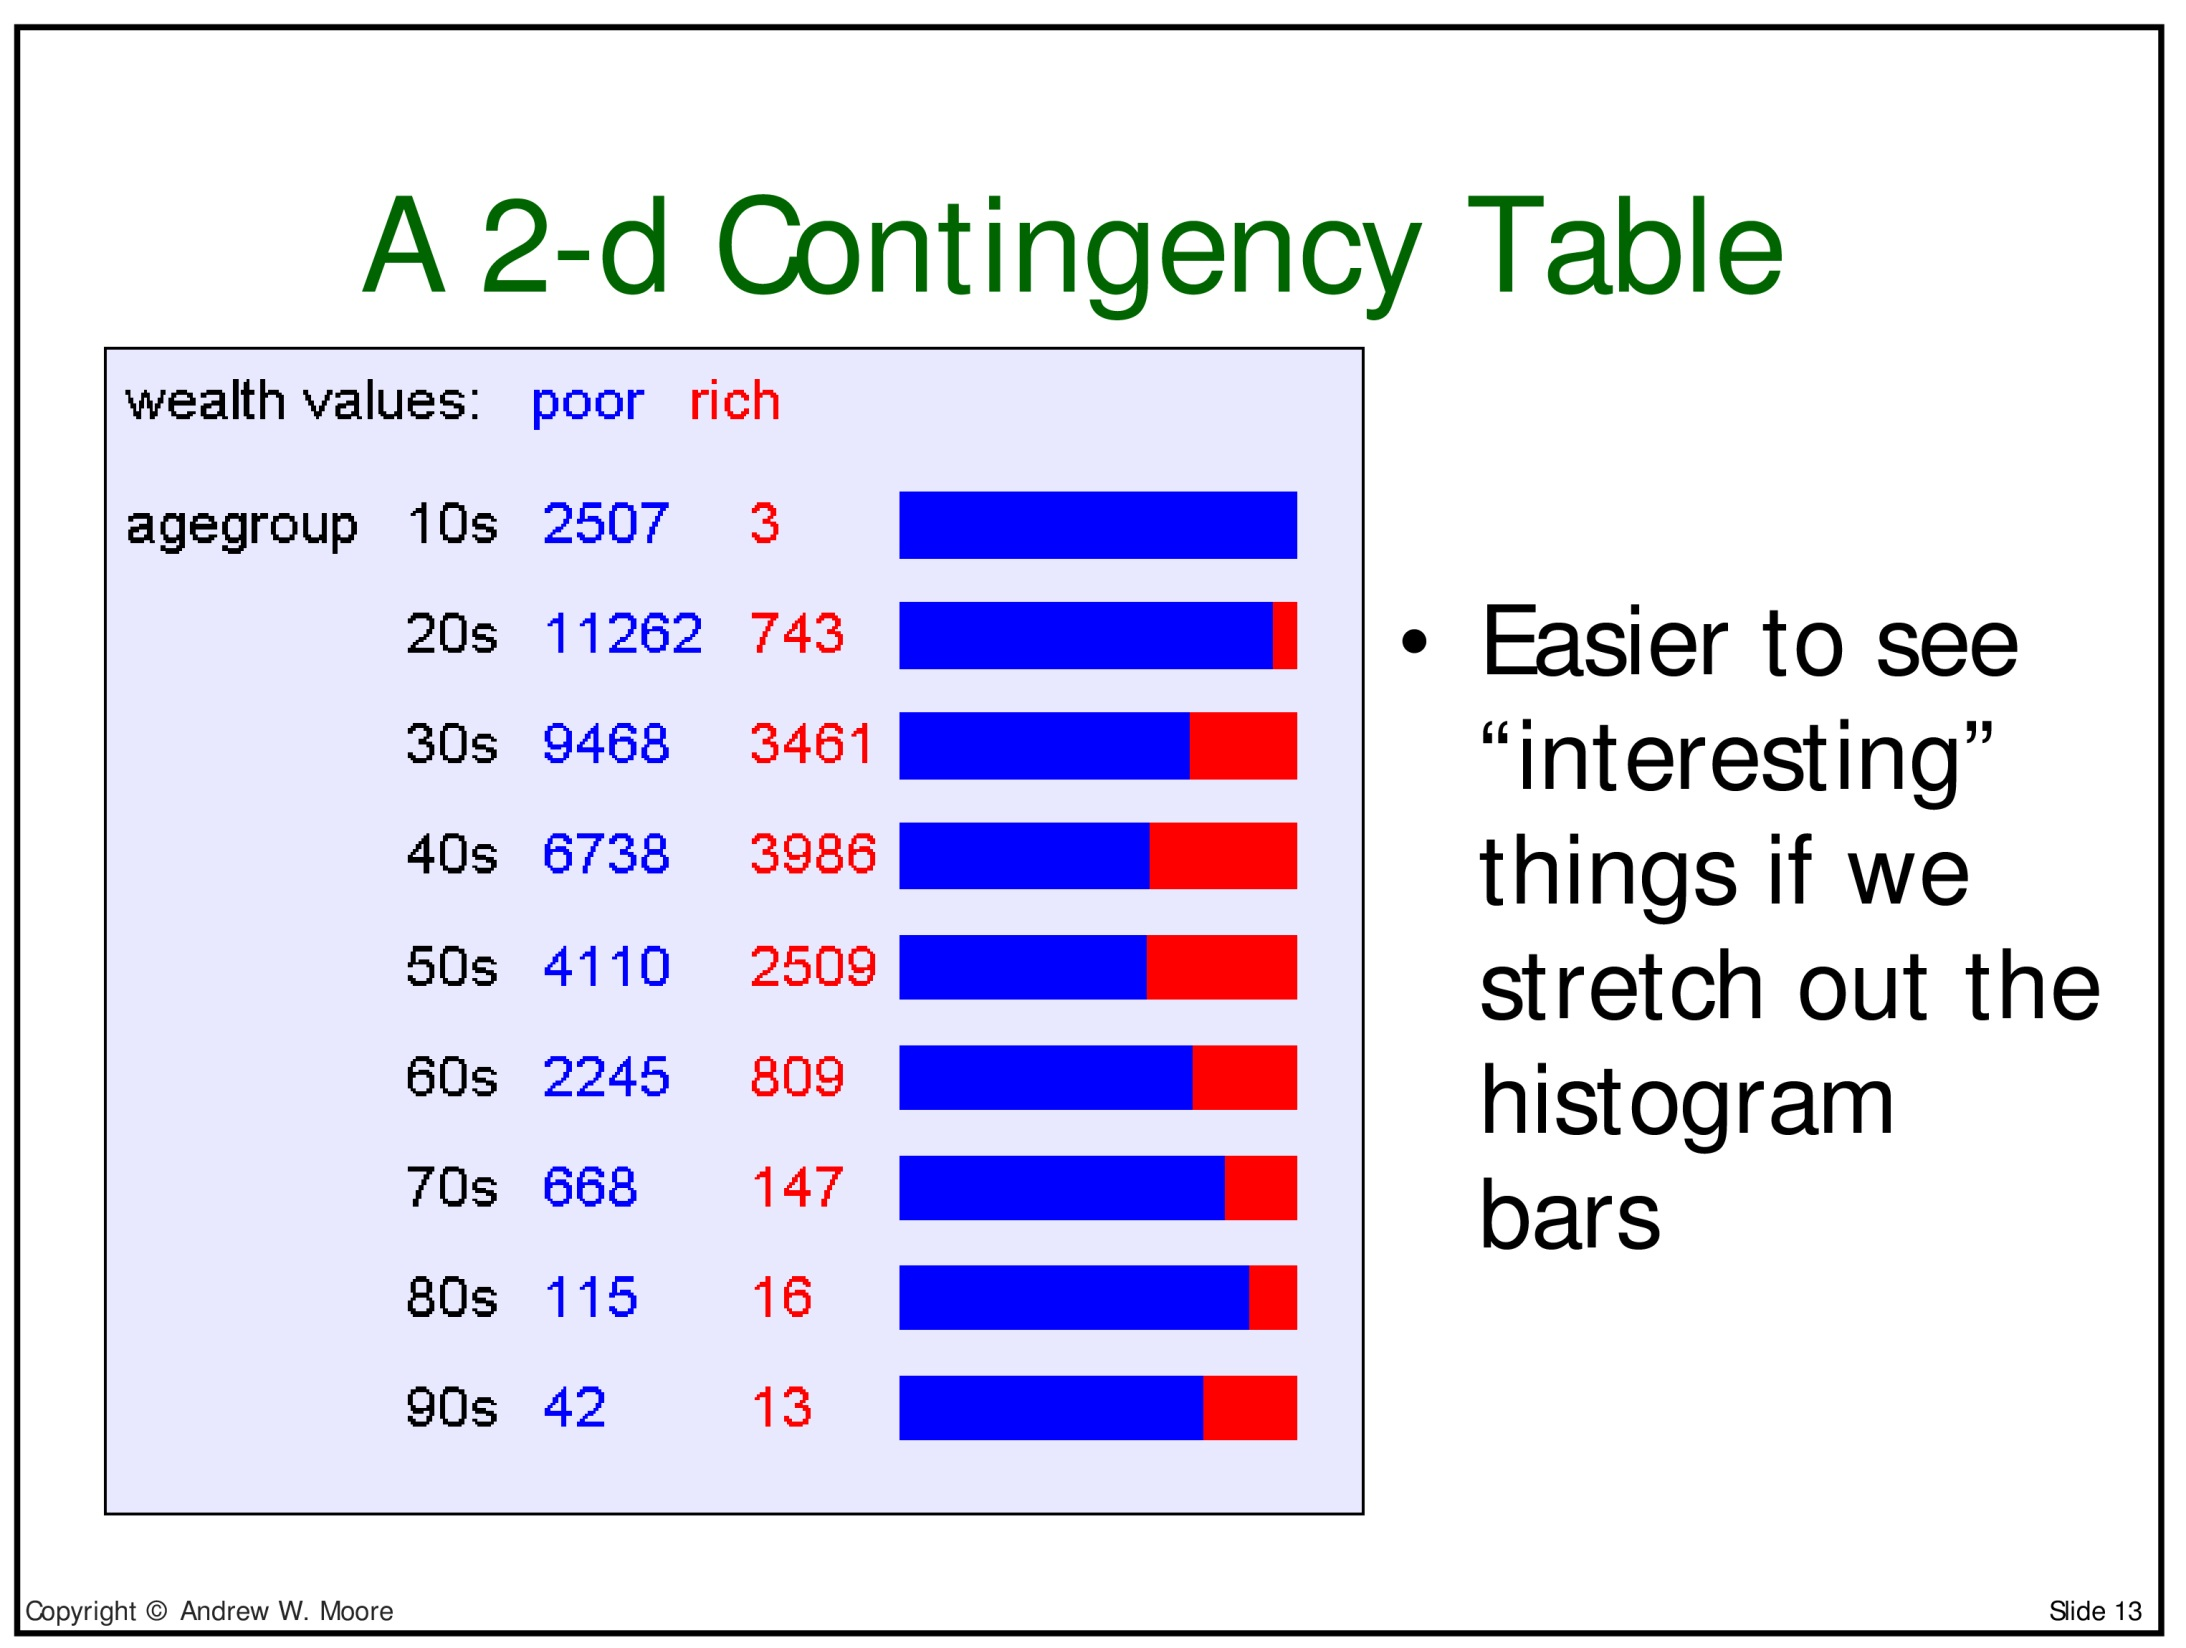 A 2-d Contingency Table
wealth values: poor rich
agegroup 10s 2507 3
20s 11262 743
30s 9468 3461
40s 6738 3986
50s 4110 2509
60s 2245 809
70s 668 147
80s 115 16
90s 42 13
• Easier to see
“interesting”
things if we
stretch out the
histogram
bars
Copyright © Andrew W. Moore
Slide 13